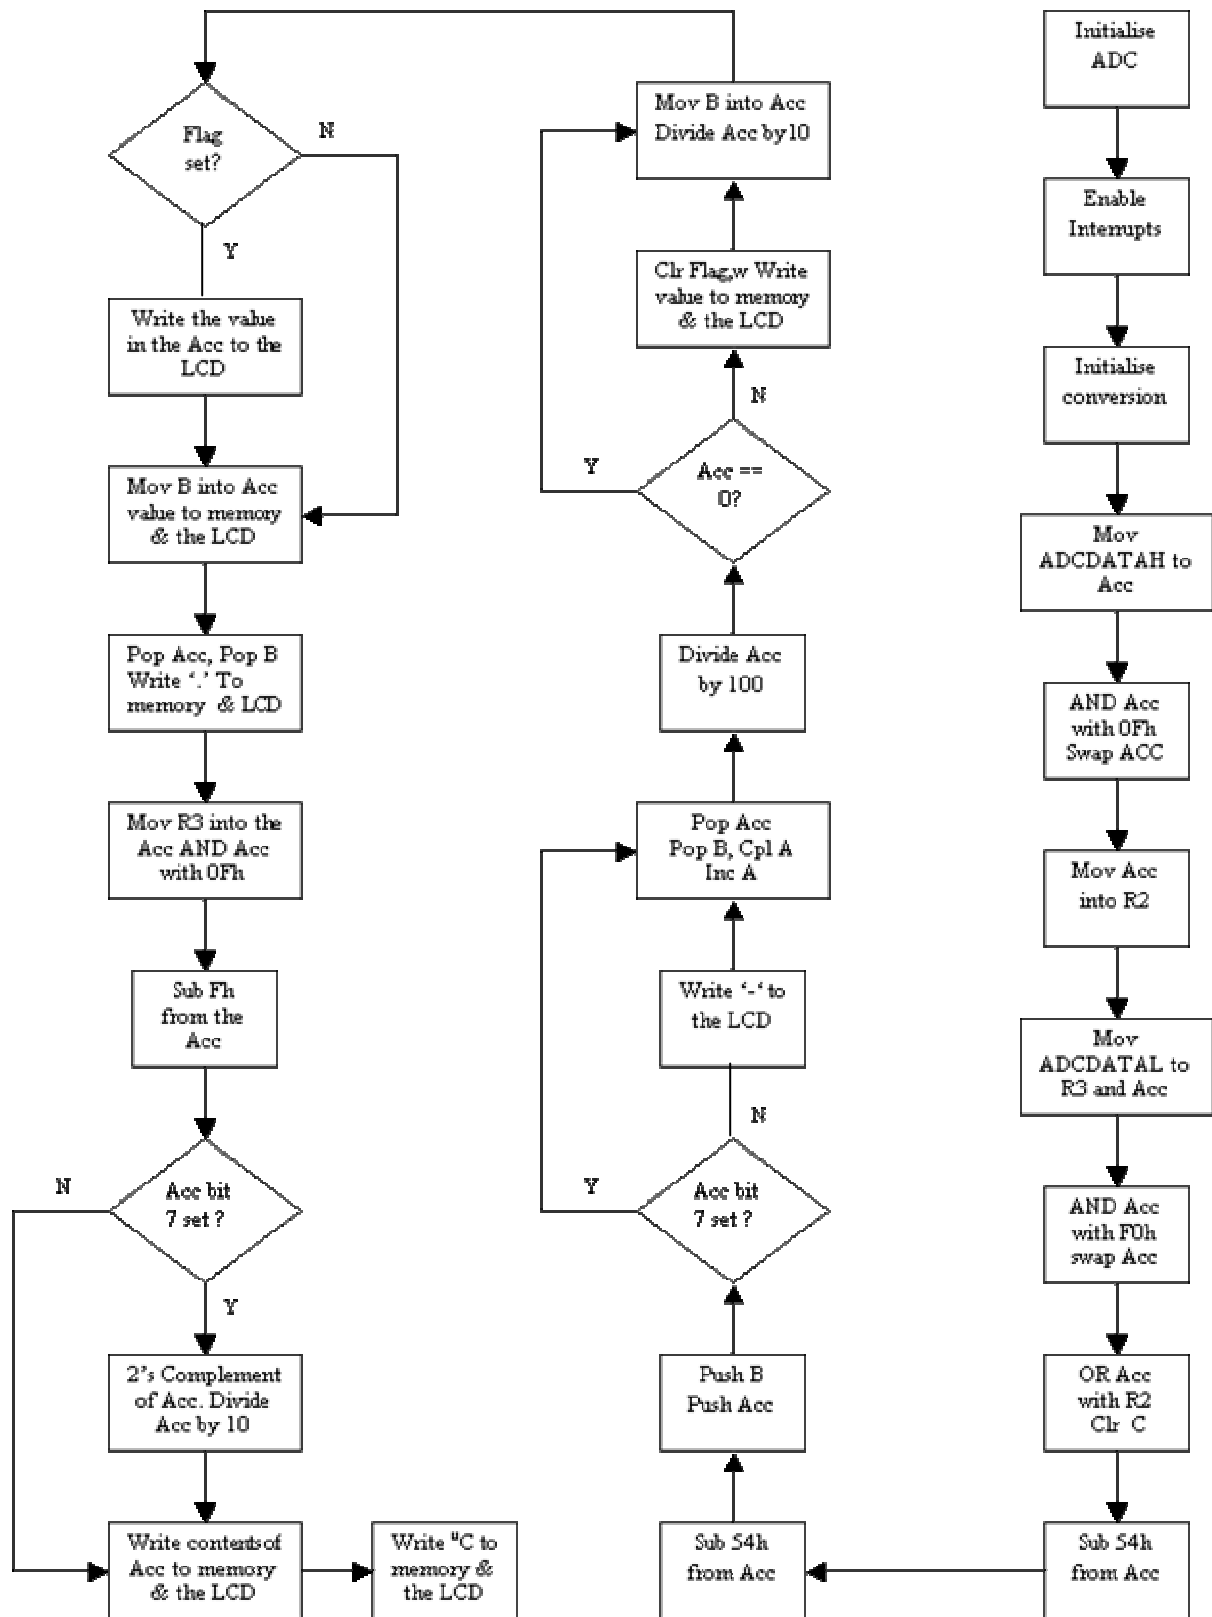 Initialise
ADC
Enable
Interrupts
Initialise
conversion
Mov
ADCDATAH to
Acc
AND Acc
with 0Fh
Swap ACC
Mov Acc
into R2
Mov
ADCDATAL to
R3 and Acc
AND Acc
with F0h
swap Acc
OR Acc
with R2
Clr C
Sub 54h
from Acc
Sub 54h
from Acc
Push B
Push Acc
Acc bit
7 set ?
Y
N
Write ‘-‘ to
the LCD
Pop Acc
Pop B, Cpl A
Inc A
Divide Acc
by 100
Acc ==
0?
Y
N
Clr Flag,w Write
value to memory
& the LCD
Mov B into Acc
Divide Acc by10
Flag
set?
N
Y
Write the value
in the Acc to the
LCD
Mov B into Acc
value to memory
& the LCD
Pop Acc, Pop B
Write ‘.’ To
memory & LCD
Mov R3 into the
Acc AND Acc
with 0Fh
Sub Fh
from the
Acc
Acc bit
7 set ?
N
Y
2’s Complement
of Acc. Divide
Acc by 10
Write contents of
Acc to memory
& the LCD
Write ºC to
memory &
the LCD